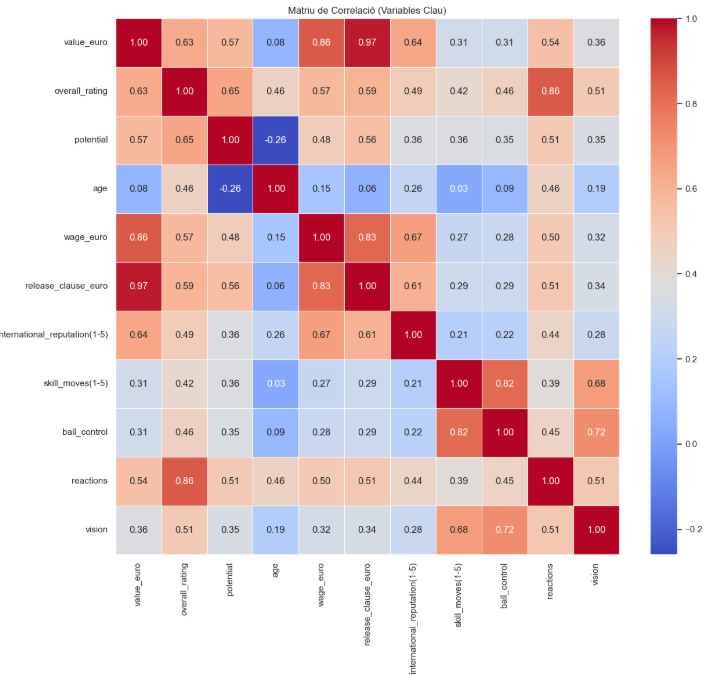 Matriu de Correlació (Variables Clau)
value_euro 1.00 0.63 0.57 0.08 0.86 0.97 0.64 0.31 0.31 0.54 0.36
overall_rating 0.63 1.00 0.65 0.46 0.57 0.59 0.49 0.42 0.46 0.86 0.51
potential 0.57 0.65 1.00 -0.26 0.48 0.56 0.36 0.36 0.35 0.51 0.35
age 0.08 0.46 -0.26 1.00 0.15 0.06 0.26 0.03 0.09 0.46 0.19
wage_euro 0.86 0.57 0.48 0.15 1.00 0.83 0.67 0.27 0.28 0.50 0.32
release_clause_euro 0.97 0.59 0.56 0.06 0.83 1.00 0.61 0.29 0.29 0.51 0.34
nternational_reputation(1-5) 0.64 0.49 0.36 0.26 0.67 0.61 1.00 0.21 0.22 0.44 0.28
skill_moves(1-5) 0.31 0.42 0.36 0.03 0.27 0.29 0.21 1.00 0.82 0.39 0.68
ball_control 0.31 0.46 0.35 0.09 0.28 0.29 0.22 0.82 1.00 0.45 0.72
reactions 0.54 0.86 0.51 0.46 0.50 0.51 0.44 0.39 0.45 1.00 0.51
vision 0.36 0.51 0.35 0.19 0.32 0.34 0.28 0.68 0.72 0.51 1.00
value_euro
overall_rating
potential
age
wage_euro
release_clause_euro
international_reputation(1-5)
skill_moves(1-5)
ball_control
reactions
vision
1.0
0.8
0.6
0.4
0.2
0.0
−0.2